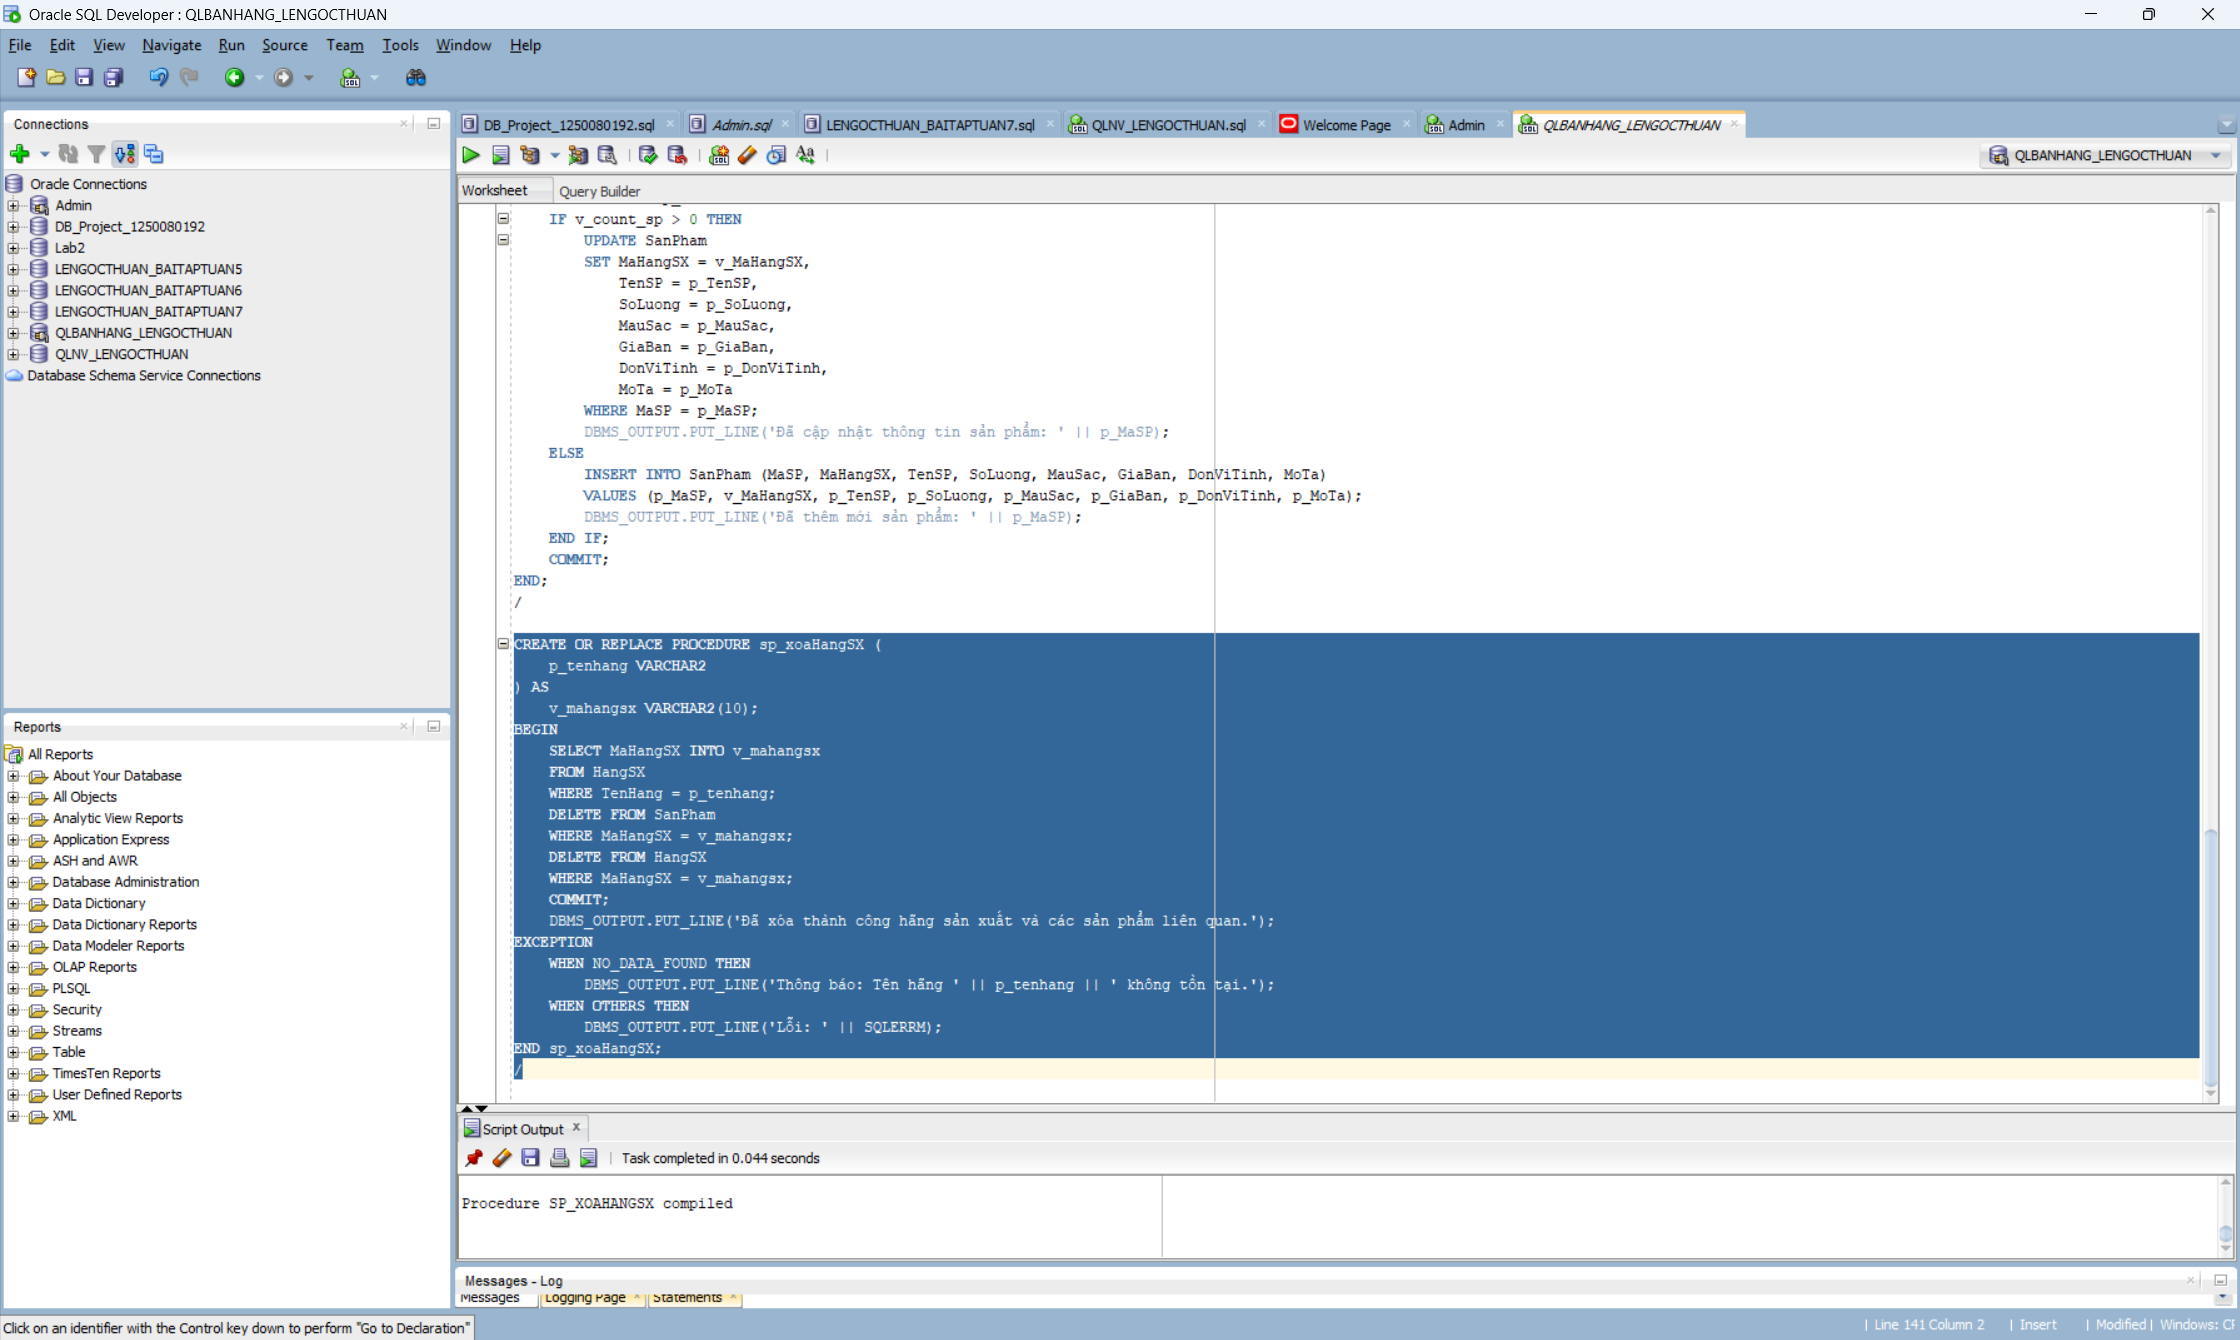 Oracle SQL Developer : QLBANHANG_LENGOCTHUAN
File Edit View Navigate Run Source Team Tools Window Help
Connections
Oracle Connections
Admin
DB_Project_1250080192
Lab2
LENGOCTHUAN_BAITAPTUAN5
LENGOCTHUAN_BAITAPTUAN6
LENGOCTHUAN_BAITAPTUAN7
QLBANHANG_LENGOCTHUAN
QLNV_LENGOCTHUAN
Database Schema Service Connections
Reports
All Reports
About Your Database
All Objects
Analytic View Reports
Application Express
ASH and AWR
Database Administration
Data Dictionary
Data Dictionary Reports
Data Modeler Reports
OLAP Reports
PLSQL
Security
Streams
Table
TimesTen Reports
User Defined Reports
XML
DB_Project_1250080192.sql Admin.sql LENGOCTHUAN_BAITAPTUAN7.sql QLNV_LENGOCTHUAN.sql Welcome Page Admin QLBANHANG_LENGOCTHUAN
QLBANHANG_LENGOCTHUAN
Worksheet Query Builder
IF v_count_sp > 0 THEN
UPDATE SanPham
SET MaHangSX = v_MaHangSX,
TenSP = p_TenSP,
SoLuong = p_SoLuong,
MauSac = p_MauSac,
GiaBan = p_GiaBan,
DonViTinh = p_DonViTinh,
MoTa = p_MoTa
WHERE MaSP = p_MaSP;
DBMS_OUTPUT.PUT_LINE('Đã cập nhật thông tin sản phẩm: ' || p_MaSP);
ELSE
INSERT INTO SanPham (MaSP, MaHangSX, TenSP, SoLuong, MauSac, GiaBan, DonViTinh, MoTa)
VALUES (p_MaSP, v_MaHangSX, p_TenSP, p_SoLuong, p_MauSac, p_GiaBan, p_DonViTinh, p_MoTa);
DBMS_OUTPUT.PUT_LINE('Đã thêm mới sản phẩm: ' || p_MaSP);
END IF;
COMMIT;
END;
/
CREATE OR REPLACE PROCEDURE sp_xoaHangSX (
p_tenhang VARCHAR2
) AS
v_mahangsx VARCHAR2(10);
BEGIN
SELECT MaHangSX INTO v_mahangsx
FROM HangSX
WHERE TenHang = p_tenhang;
DELETE FROM SanPham
WHERE MaHangSX = v_mahangsx;
DELETE FROM HangSX
WHERE MaHangSX = v_mahangsx;
COMMIT;
DBMS_OUTPUT.PUT_LINE('Đã xóa thành công hãng sản xuất và các sản phẩm liên quan.');
EXCEPTION
WHEN NO_DATA_FOUND THEN
DBMS_OUTPUT.PUT_LINE('Thông báo: Tên hãng ' || p_tenhang || ' không tồn tại.');
WHEN OTHERS THEN
DBMS_OUTPUT.PUT_LINE('Lỗi: ' || SQLERRM);
END sp_xoaHangSX;
/
Script Output
Task completed in 0.044 seconds
Procedure SP_XOAHANGSX compiled
Messages - Log
Messages Logging Page Statements
Click on an identifier with the Control key down to perform "Go to Declaration"
Line 141 Column 2 | Insert | Modified | Windows: